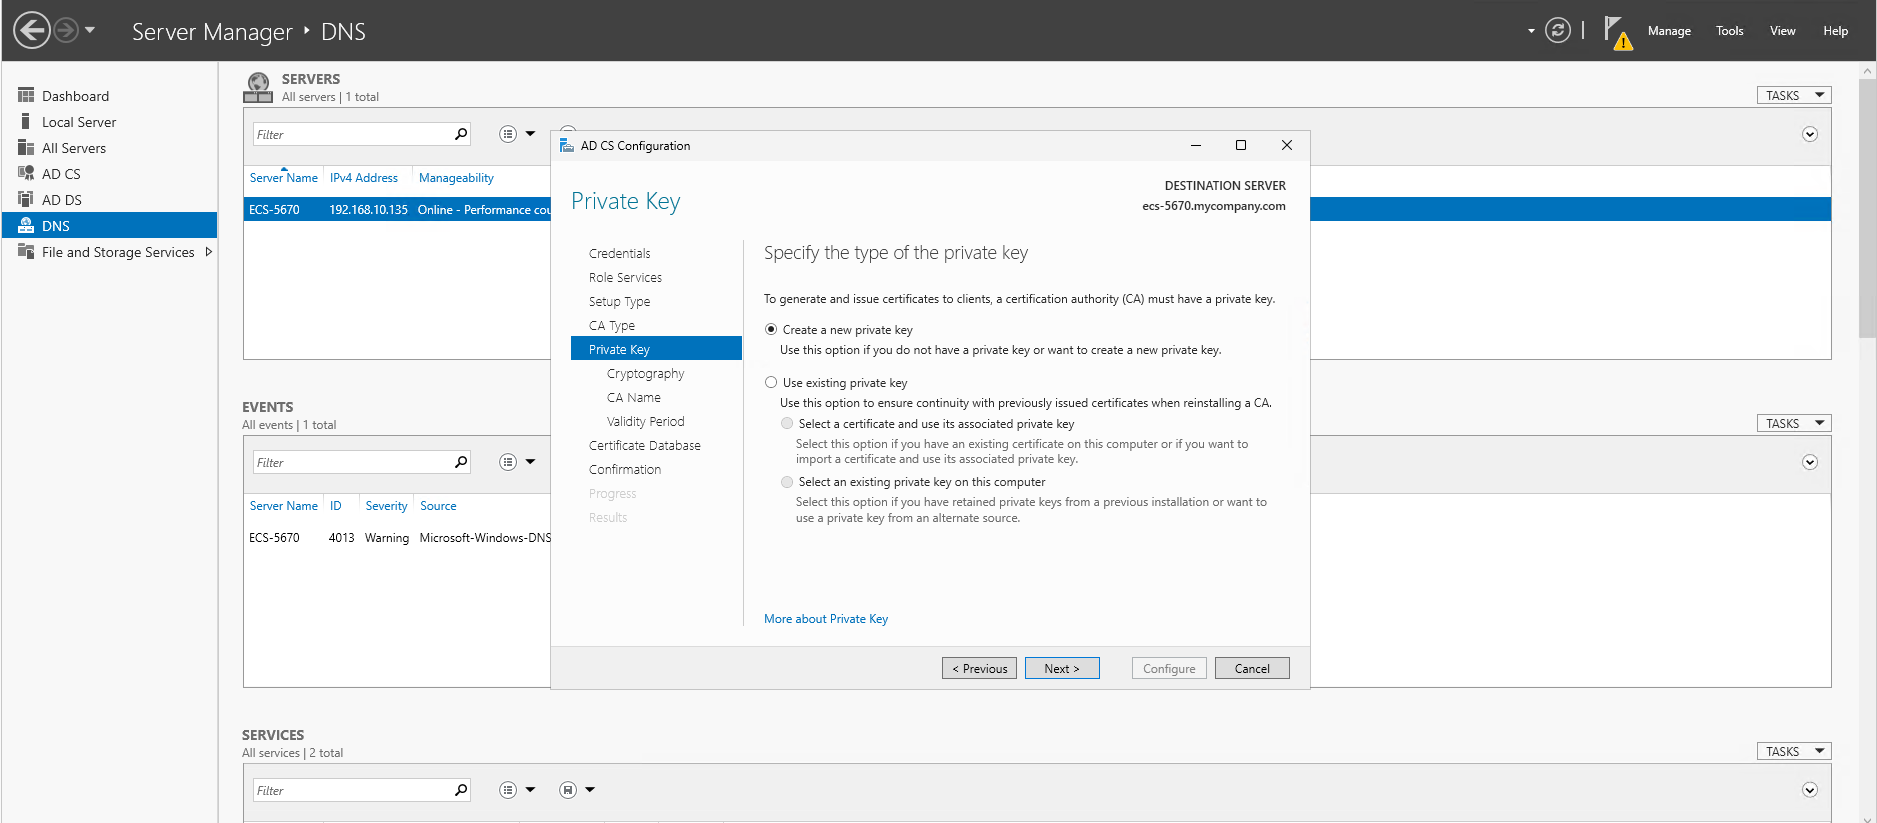 Server Manager ‣ DNS
Manage Tools View Help
Dashboard
Local Server
All Servers
AD CS
AD DS
DNS
File and Storage Services
SERVERS
All servers | 1 total
TASKS
Filter
Server Name IPv4 Address Manageability
ECS-5670 192.168.10.135 Online - Performance cou
EVENTS
All events | 1 total
TASKS
Filter
Server Name ID Severity Source
ECS-5670 4013 Warning Microsoft-Windows-DNS
SERVICES
All services | 2 total
TASKS
Filter
AD CS Configuration
Private Key
DESTINATION SERVER
ecs-5670.mycompany.com
Credentials
Role Services
Setup Type
CA Type
Private Key
Cryptography
CA Name
Validity Period
Certificate Database
Confirmation
Progress
Results
Specify the type of the private key
To generate and issue certificates to clients, a certification authority (CA) must have a private key.
Create a new private key
Use this option if you do not have a private key or want to create a new private key.
Use existing private key
Use this option to ensure continuity with previously issued certificates when reinstalling a CA.
Select a certificate and use its associated private key
Select this option if you have an existing certificate on this computer or if you want to
import a certificate and use its associated private key.
Select an existing private key on this computer
Select this option if you have retained private keys from a previous installation or want to
use a private key from an alternate source.
More about Private Key
< Previous Next > Configure Cancel